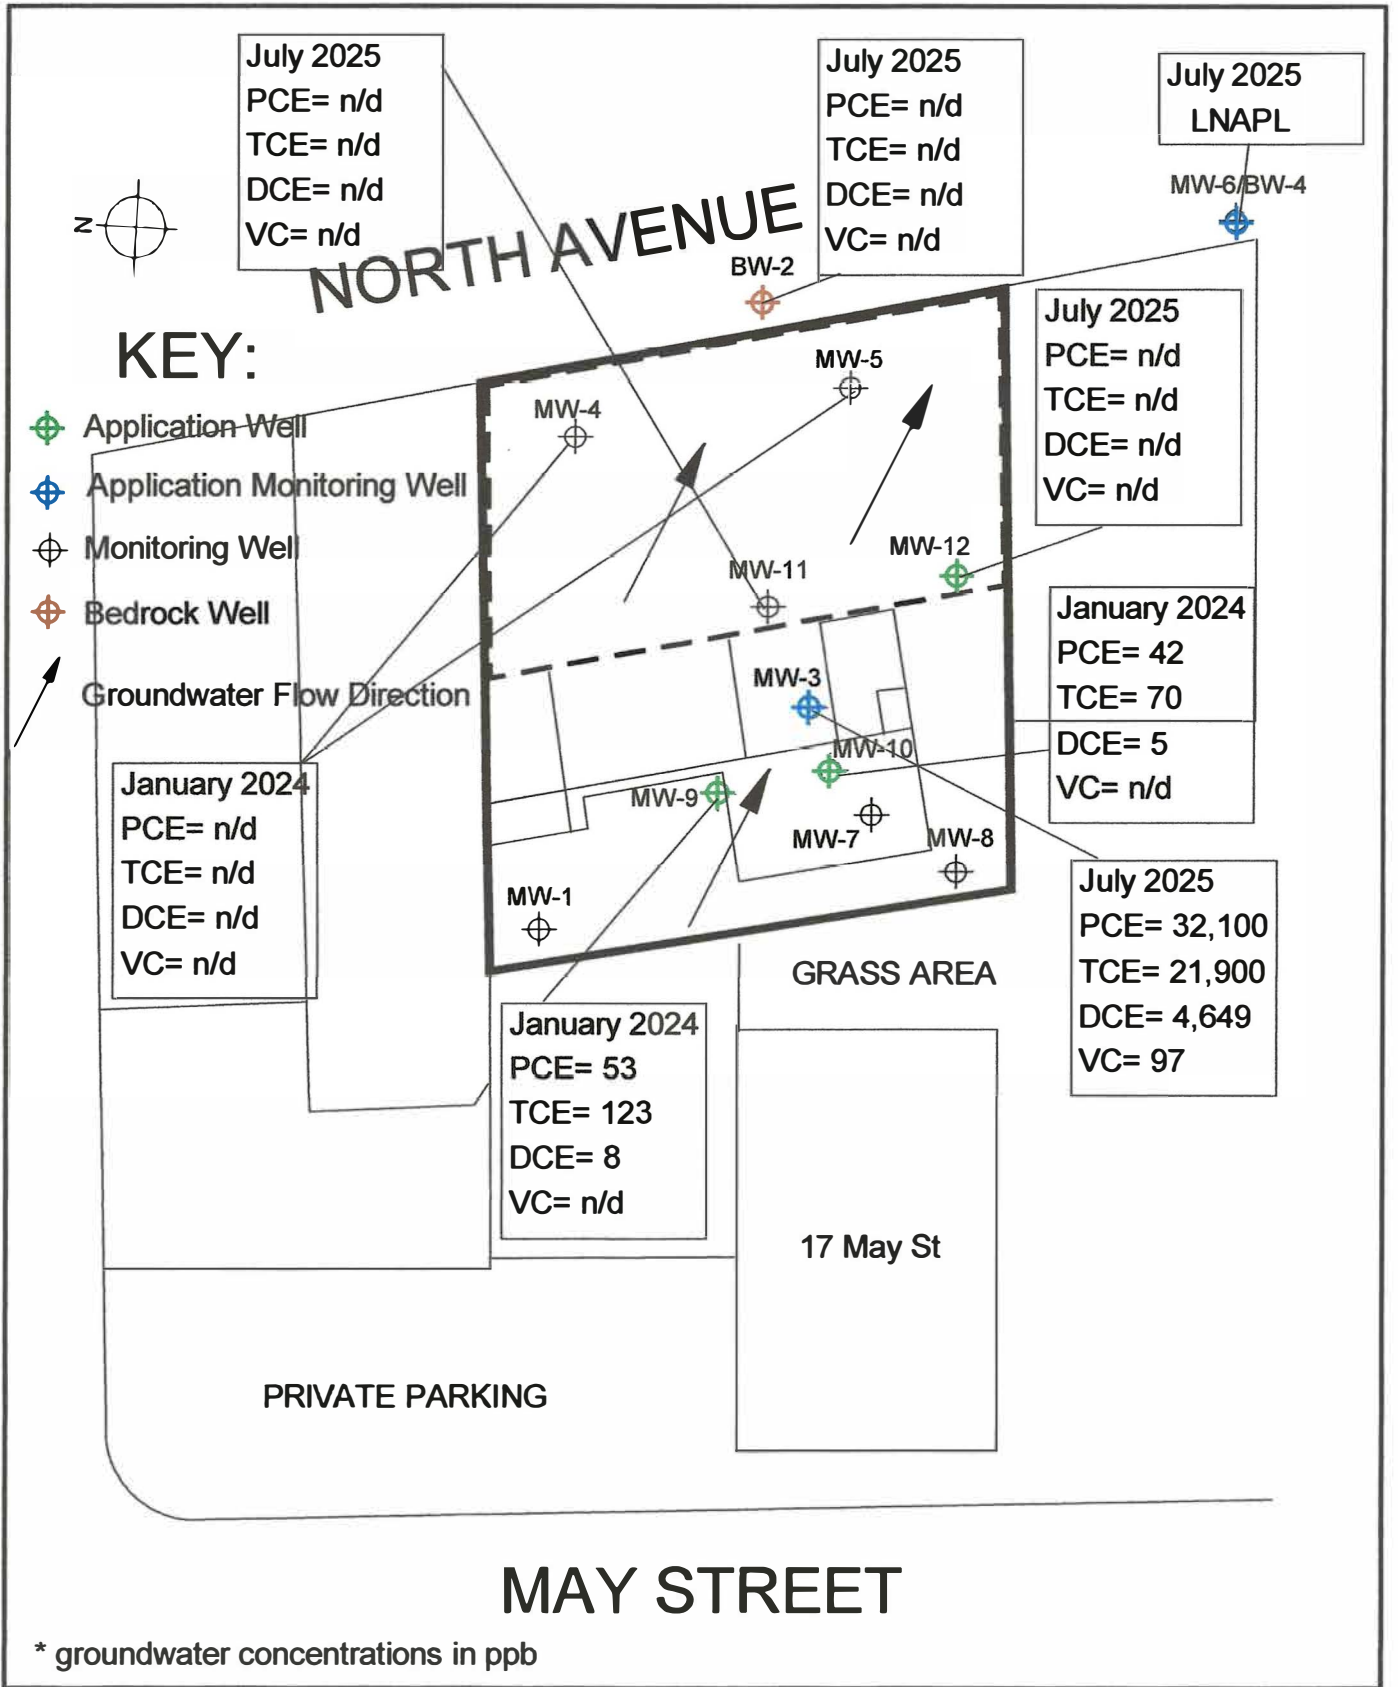 July 2025
PCE= n/d
TCE= n/d
DCE= n/d
VC= n/d
July 2025
PCE= n/d
TCE= n/d
DCE= n/d
VC= n/d
July 2025
LNAPL
MW-6/BW-4
N
NORTH AVENUE
BW-2
KEY:
Application Well
Application Monitoring Well
Monitoring Well
Bedrock Well
Groundwater Flow Direction
MW-4
MW-5
July 2025
PCE= n/d
TCE= n/d
DCE= n/d
VC= n/d
MW-12
MW-11
MW-3
MW-10
MW-9
MW-7
MW-8
MW-1
January 2024
PCE= 42
TCE= 70
DCE= 5
VC= n/d
January 2024
PCE= n/d
TCE= n/d
DCE= n/d
VC= n/d
July 2025
PCE= 32,100
TCE= 21,900
DCE= 4,649
VC= 97
GRASS AREA
January 2024
PCE= 53
TCE= 123
DCE= 8
VC= n/d
17 May St
PRIVATE PARKING
MAY STREET
* groundwater concentrations in ppb